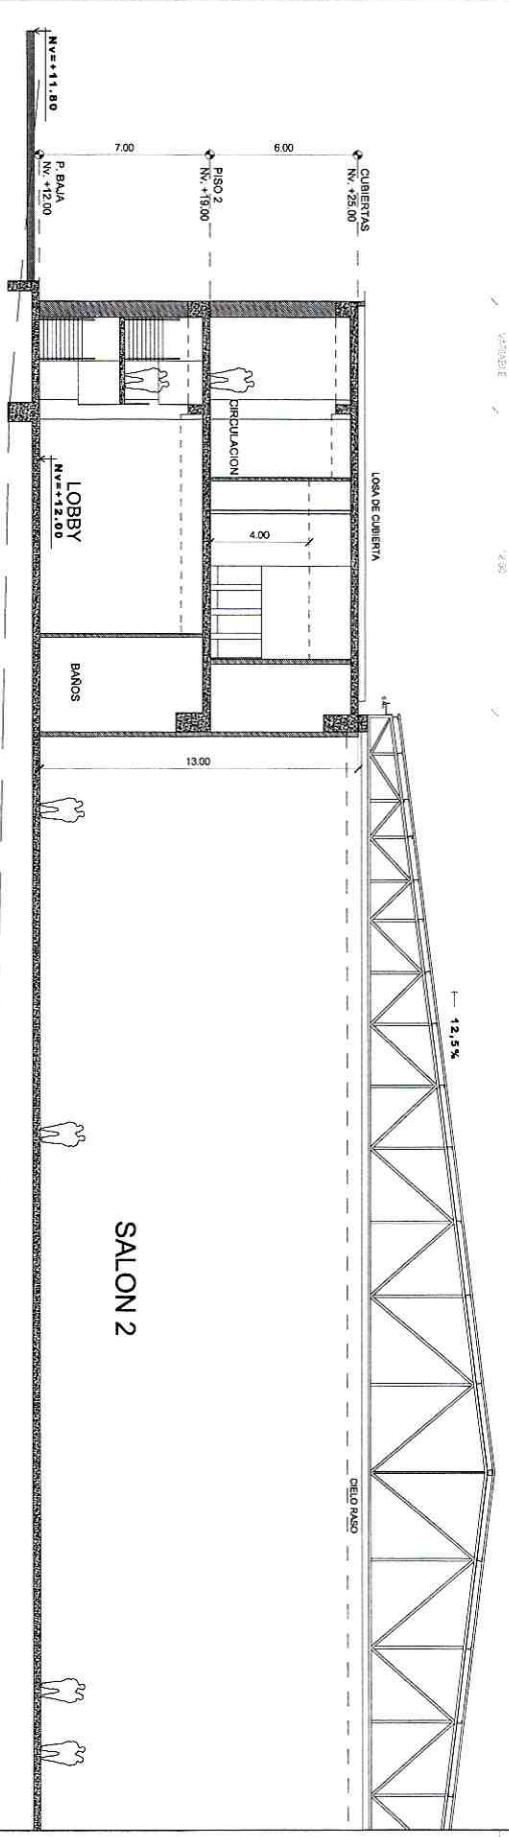 Nv=+11.80
7.00
6.00
P. BAJA
Nv. +12.00
PISO 2
Nv. +19.00
CUBIERTAS
Nv. +25.00
VARIABLE
CIRCULACION
LOSA DE CUBIERTA
LOBBY
Nv=+12.00
4.00
BAÑOS
13.00
12,5%
SALON 2
CIELO RASO